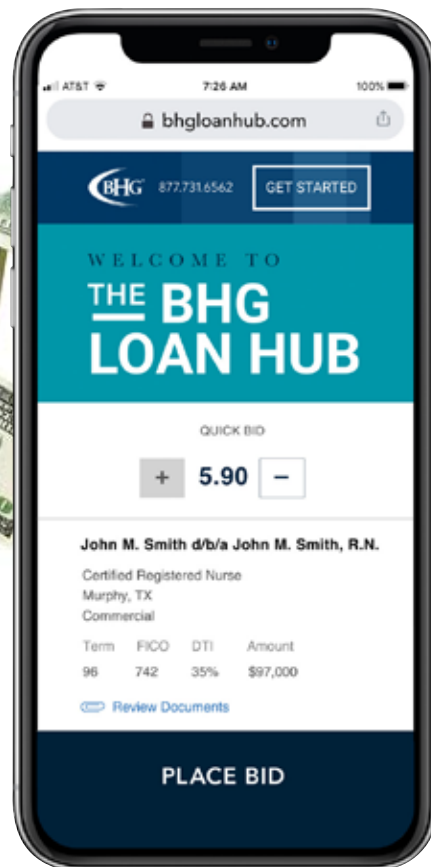 AT&T 7:26 AM 100%
bhgloanhub.com
BHG 877.731.6562 GET STARTED
WELCOME TO
THE BHG
LOAN HUB
QUICK BID
+ 5.90 −
John M. Smith d/b/a John M. Smith, R.N.
Certified Registered Nurse
Murphy, TX
Commercial
Term FICO DTI Amount
96 742 35% $97,000
Review Documents
PLACE BID